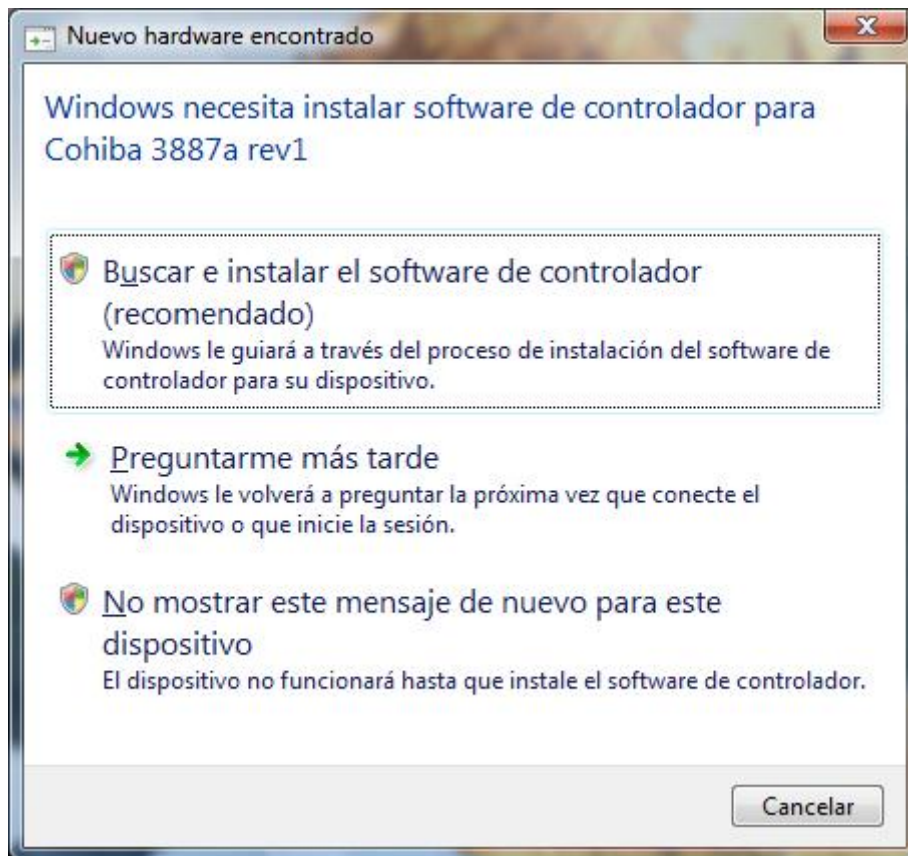 Nuevo hardware encontrado
Windows necesita instalar software de controlador para
Cohiba 3887a rev1
Buscar e instalar el software de controlador
(recomendado)
Windows le guiará a través del proceso de instalación del software de
controlador para su dispositivo.
Preguntarme más tarde
Windows le volverá a preguntar la próxima vez que conecte el
dispositivo o que inicie la sesión.
No mostrar este mensaje de nuevo para este
dispositivo
El dispositivo no funcionará hasta que instale el software de controlador.
Cancelar